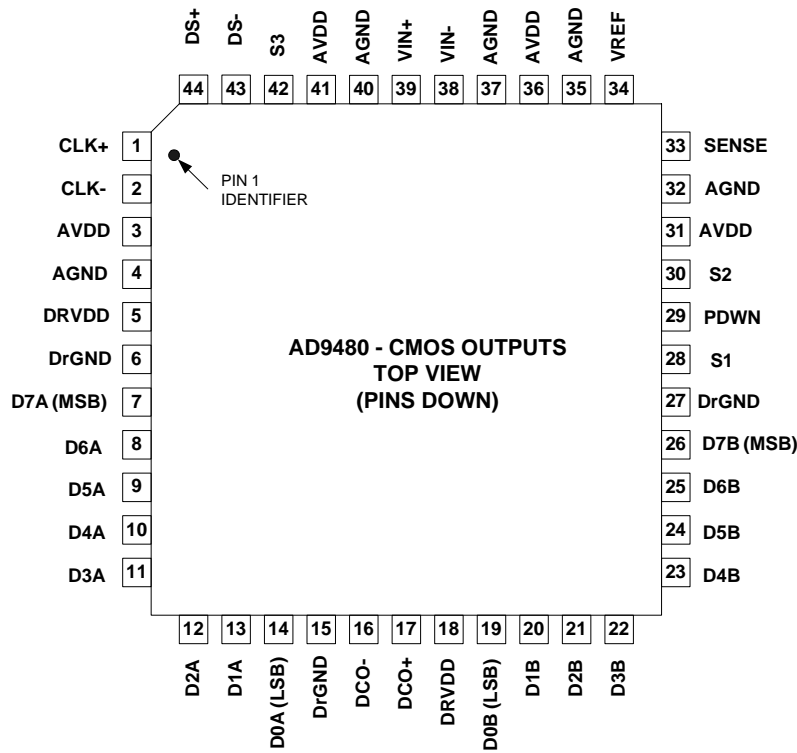 DS+
DS-
S3
AVDD
AGND
VIN+
VIN-
AGND
AVDD
AGND
VREF
44
43
42
41
40
39
38
37
36
35
34
CLK+ 1
CLK- 2
AVDD 3
AGND 4
DRVDD 5
DrGND 6
D7A (MSB) 7
D6A 8
D5A 9
D4A 10
D3A 11
PIN 1
IDENTIFIER
AD9480 - CMOS OUTPUTS
TOP VIEW
(PINS DOWN)
33 SENSE
32 AGND
31 AVDD
30 S2
29 PDWN
28 S1
27 DrGND
26 D7B (MSB)
25 D6B
24 D5B
23 D4B
12
13
14
15
16
17
18
19
20
21
22
D2A
D1A
D0A (LSB)
DrGND
DCO-
DCO+
DRVDD
D0B (LSB)
D1B
D2B
D3B